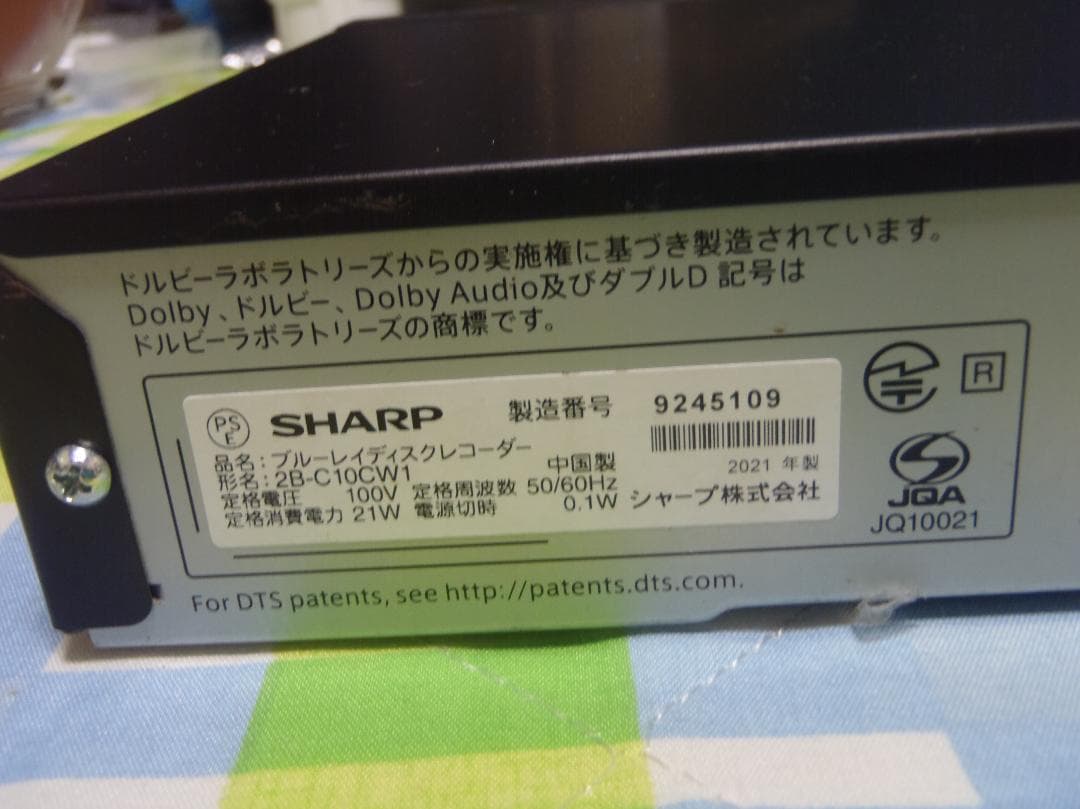 ドルビーラボラトリーズからの実施権に基づき製造されています。
Dolby、ドルビー、Dolby Audio及びダブルD 記号は
ドルビーラボラトリーズの商標です。
PSE SHARP 製造番号 9245109
品名:ブルーレイディスクレコーダー
形名:2B-C10CW1 中国製 2021 年製
定格電圧 100V 定格周波数 50/60Hz
定格消費電力 21W 電源切時 0.1W シャープ株式会社
R
JQA
JQ10021
For DTS patents, see http://patents.dts.com.